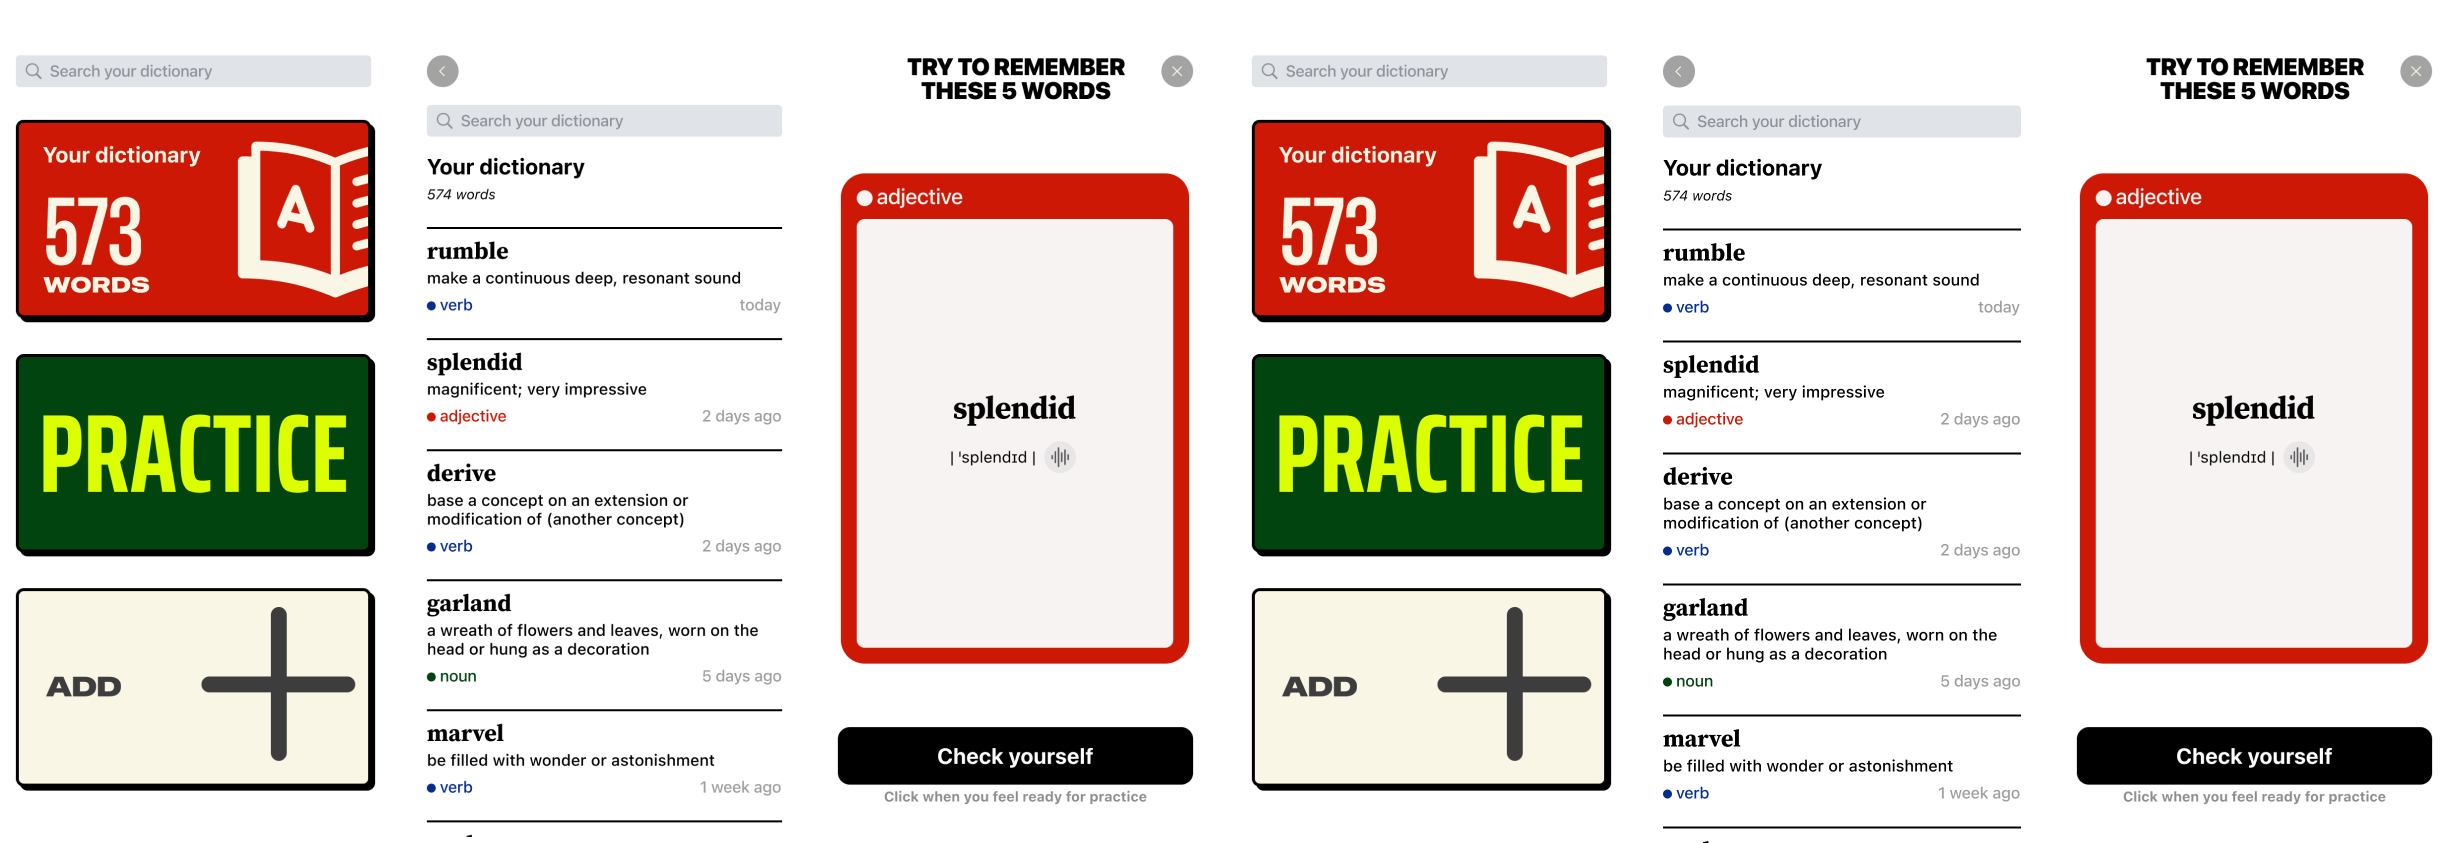 Search your dictionary
Your dictionary
A
573
WORDS
PRACTICE
ADD
Search your dictionary
Your dictionary
574 words
rumble
make a continuous deep, resonant sound
verb
today
splendid
magnificent; very impressive
adjective
2 days ago
derive
base a concept on an extension or
modification of (another concept)
verb
2 days ago
garland
a wreath of flowers and leaves, worn on the
head or hung as a decoration
noun
5 days ago
marvel
be filled with wonder or astonishment
verb
1 week ago
TRY TO REMEMBER
THESE 5 WORDS
adjective
splendid
| 'splendɪd |
Check yourself
Click when you feel ready for practice
Search your dictionary
Your dictionary
A
573
WORDS
PRACTICE
ADD
Search your dictionary
Your dictionary
574 words
rumble
make a continuous deep, resonant sound
verb
today
splendid
magnificent; very impressive
adjective
2 days ago
derive
base a concept on an extension or
modification of (another concept)
verb
2 days ago
garland
a wreath of flowers and leaves, worn on the
head or hung as a decoration
noun
5 days ago
marvel
be filled with wonder or astonishment
verb
1 week ago
TRY TO REMEMBER
THESE 5 WORDS
adjective
splendid
| 'splendɪd |
Check yourself
Click when you feel ready for practice